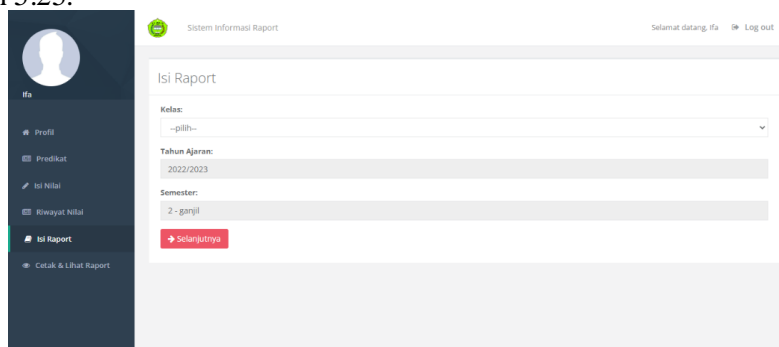 Sistem Informasi Raport
Selamat datang, Ifa
Log out
Ifa
Profil
Predikat
Isi Nilai
Riwayat Nilai
Isi Raport
Cetak & Lihat Raport
Isi Raport
Kelas:
--pilih--
Tahun Ajaran:
2022/2023
Semester:
2 - ganjil
Selanjutnya